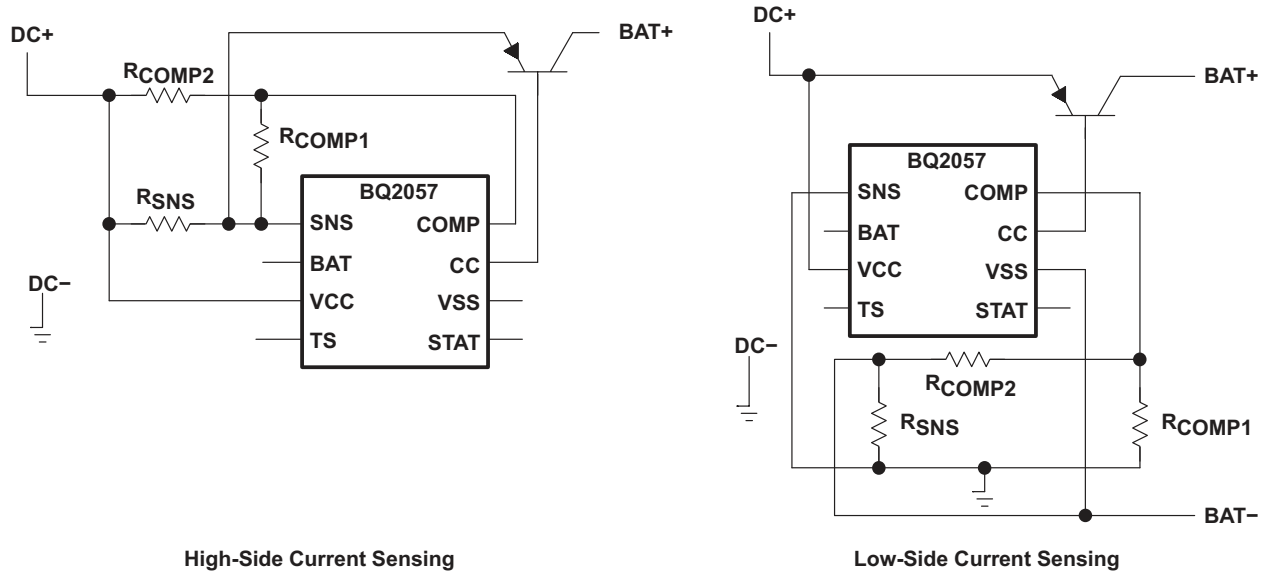 DC+
RCOMP2
RCOMP1
RSNS
DC−
BAT+
BQ2057
SNS
BAT
VCC
TS
COMP
CC
VSS
STAT
High-Side Current Sensing
DC+
BAT+
BQ2057
SNS
BAT
VCC
TS
COMP
CC
VSS
STAT
DC−
RCOMP2
RSNS
RCOMP1
BAT−
Low-Side Current Sensing